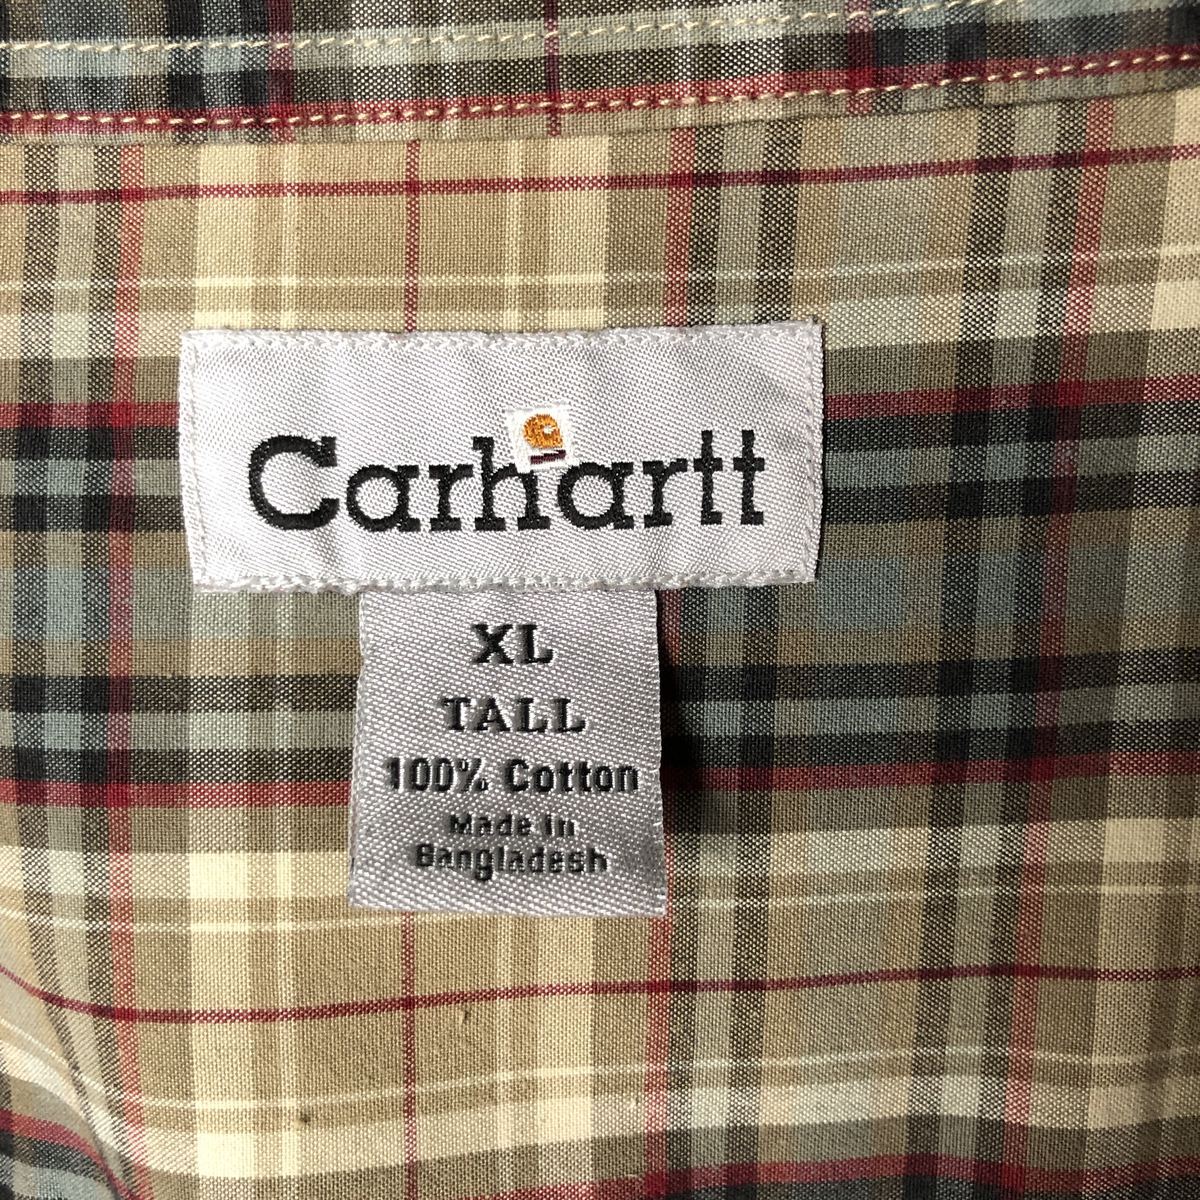 Carhartt
XL
TALL
100% Cotton
Made in
Bangladesh